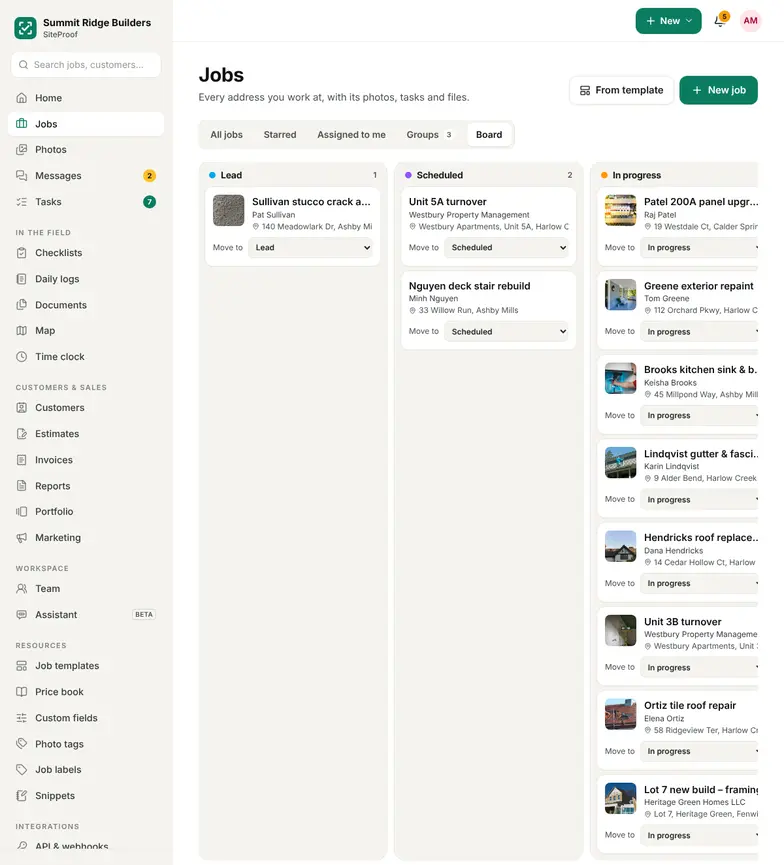 Summit Ridge Builders
SiteProof
Search jobs, customers...
Home
Jobs
Photos
Messages 2
Tasks 7
IN THE FIELD
Checklists
Daily logs
Documents
Map
Time clock
CUSTOMERS & SALES
Customers
Estimates
Invoices
Reports
Portfolio
Marketing
WORKSPACE
Team
Assistant BETA
RESOURCES
Job templates
Price book
Custom fields
Photo tags
Job labels
Snippets
INTEGRATIONS
API & webhooks
New
5
AM
Jobs
Every address you work at, with its photos, tasks and files.
From template
New job
All jobs
Starred
Assigned to me
Groups 3
Board
Lead 1
Sullivan stucco crack a...
Pat Sullivan
140 Meadowlark Dr, Ashby Mi
Move to Lead
Scheduled 2
Unit 5A turnover
Westbury Property Management
Westbury Apartments, Unit 5A, Harlow C
Move to Scheduled
Nguyen deck stair rebuild
Minh Nguyen
33 Willow Run, Ashby Mills
Move to Scheduled
In progress
Patel 200A panel upgr...
Raj Patel
19 Westdale Ct, Calder Sprin
Move to In progress
Greene exterior repaint
Tom Greene
112 Orchard Pkwy, Harlow C
Move to In progress
Brooks kitchen sink & b...
Keisha Brooks
45 Millpond Way, Ashby Mill
Move to In progress
Lindqvist gutter & fasci...
Karin Lindqvist
9 Alder Bend, Harlow Creek
Move to In progress
Hendricks roof replace...
Dana Hendricks
14 Cedar Hollow Ct, Harlow
Move to In progress
Unit 3B turnover
Westbury Property Manageme
Westbury Apartments, Unit
Move to In progress
Ortiz tile roof repair
Elena Ortiz
58 Ridgeview Ter, Harlow Cr
Move to In progress
Lot 7 new build – framing
Heritage Green Homes LLC
Lot 7, Heritage Green, Fenwi
Move to In progress